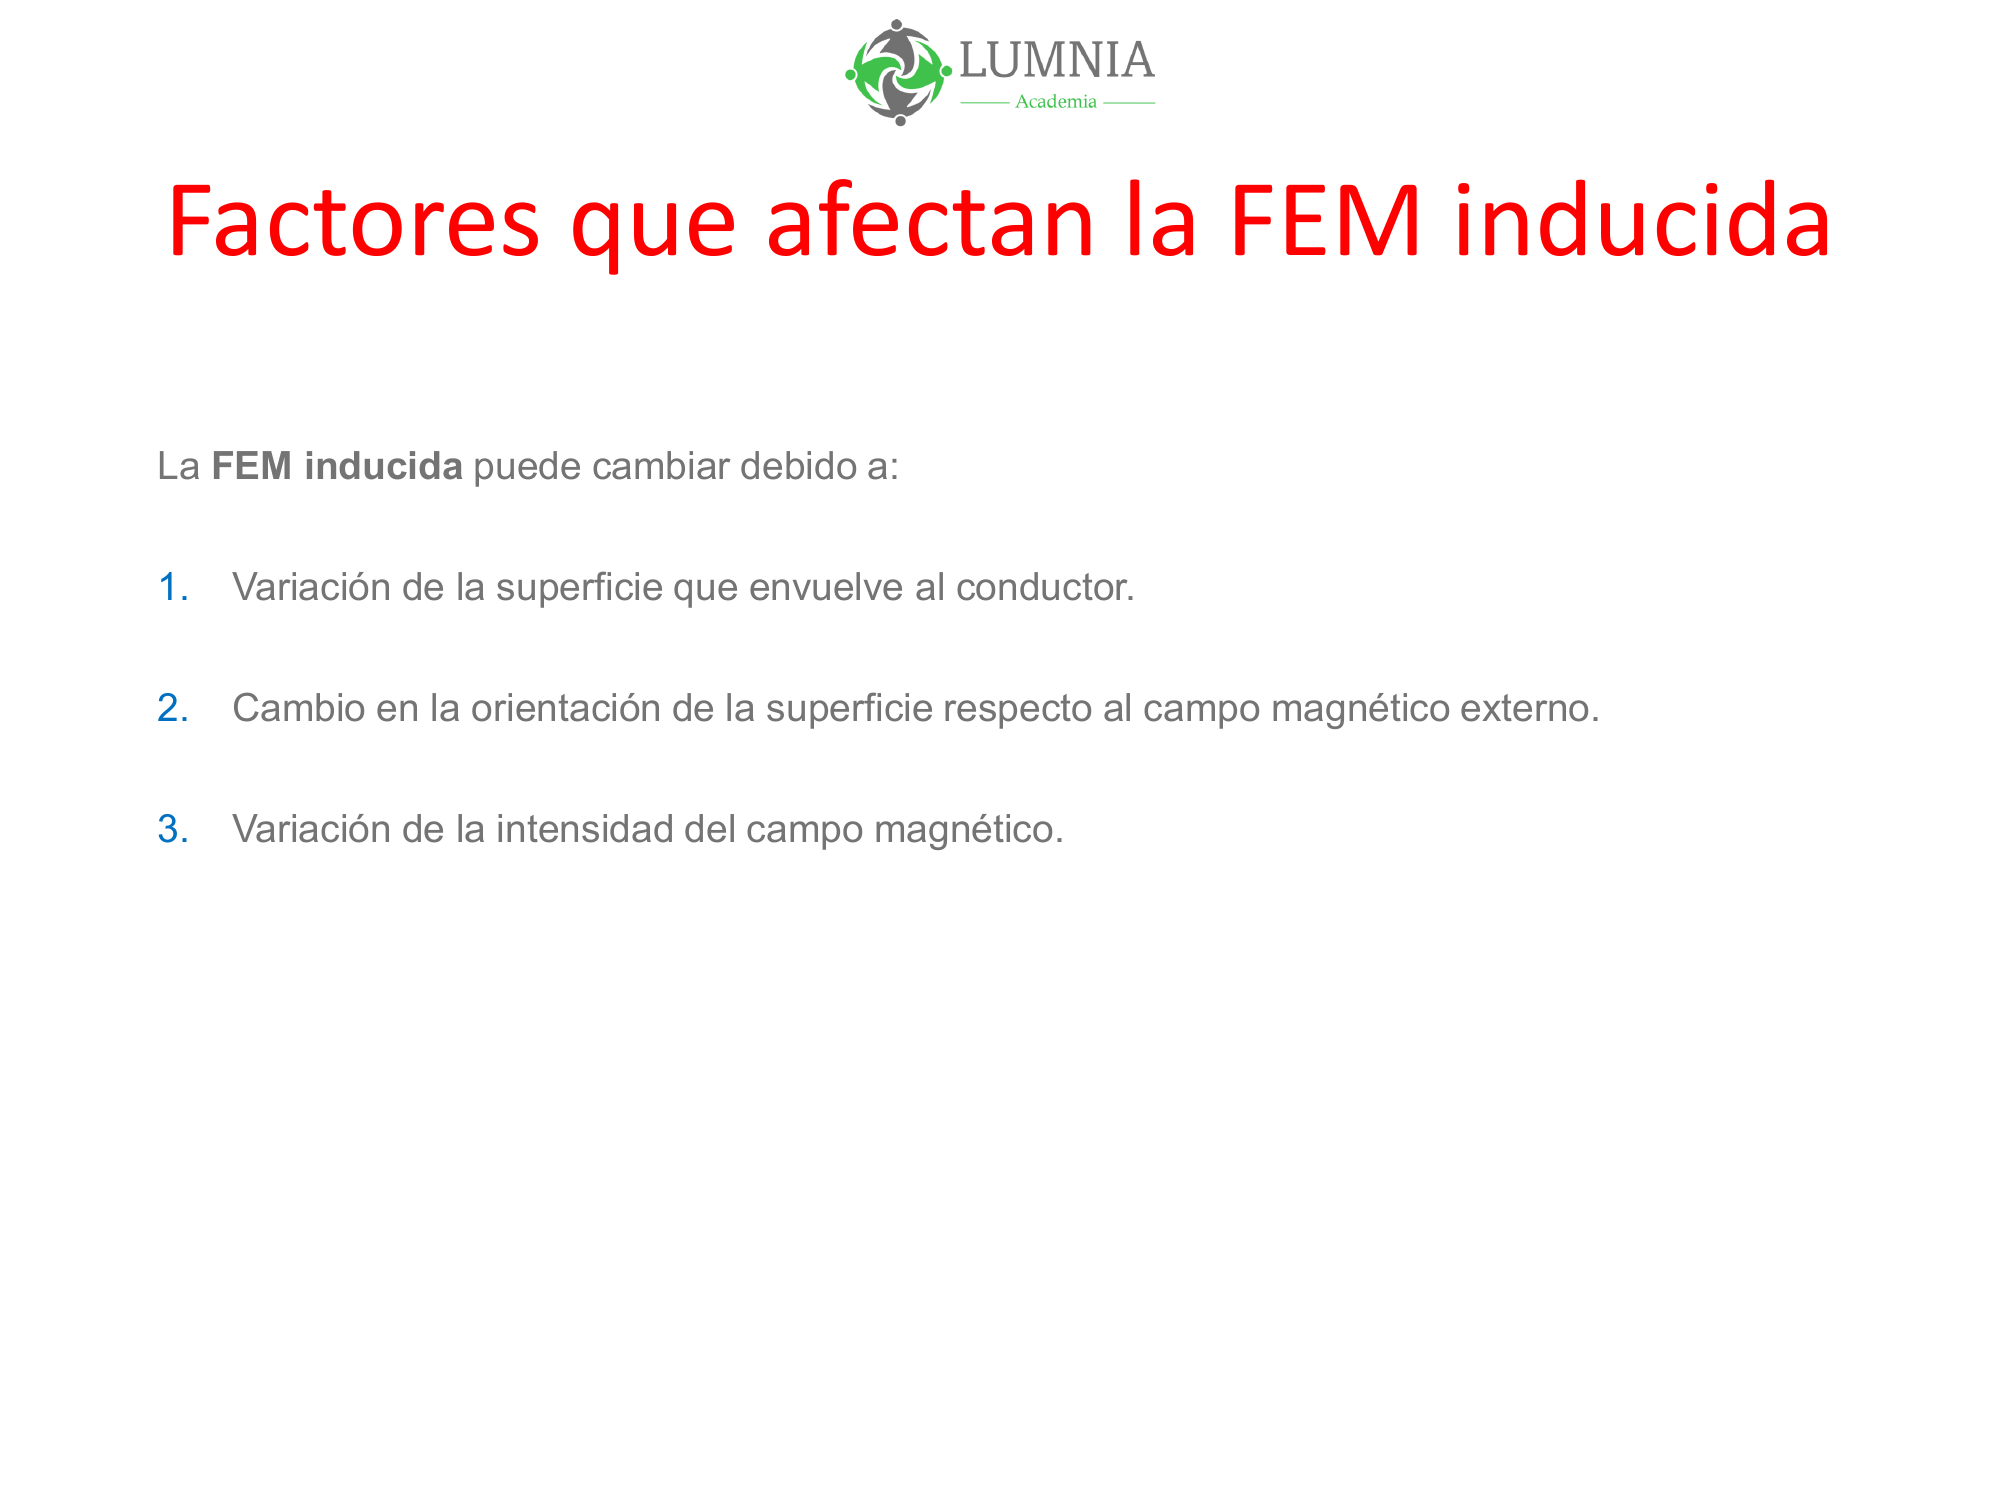 LUMNIA
Academia
Factores que afectan la FEM inducida
La FEM inducida puede cambiar debido a:
1. Variación de la superficie que envuelve al conductor.
2. Cambio en la orientación de la superficie respecto al campo magnético externo.
3. Variación de la intensidad del campo magnético.